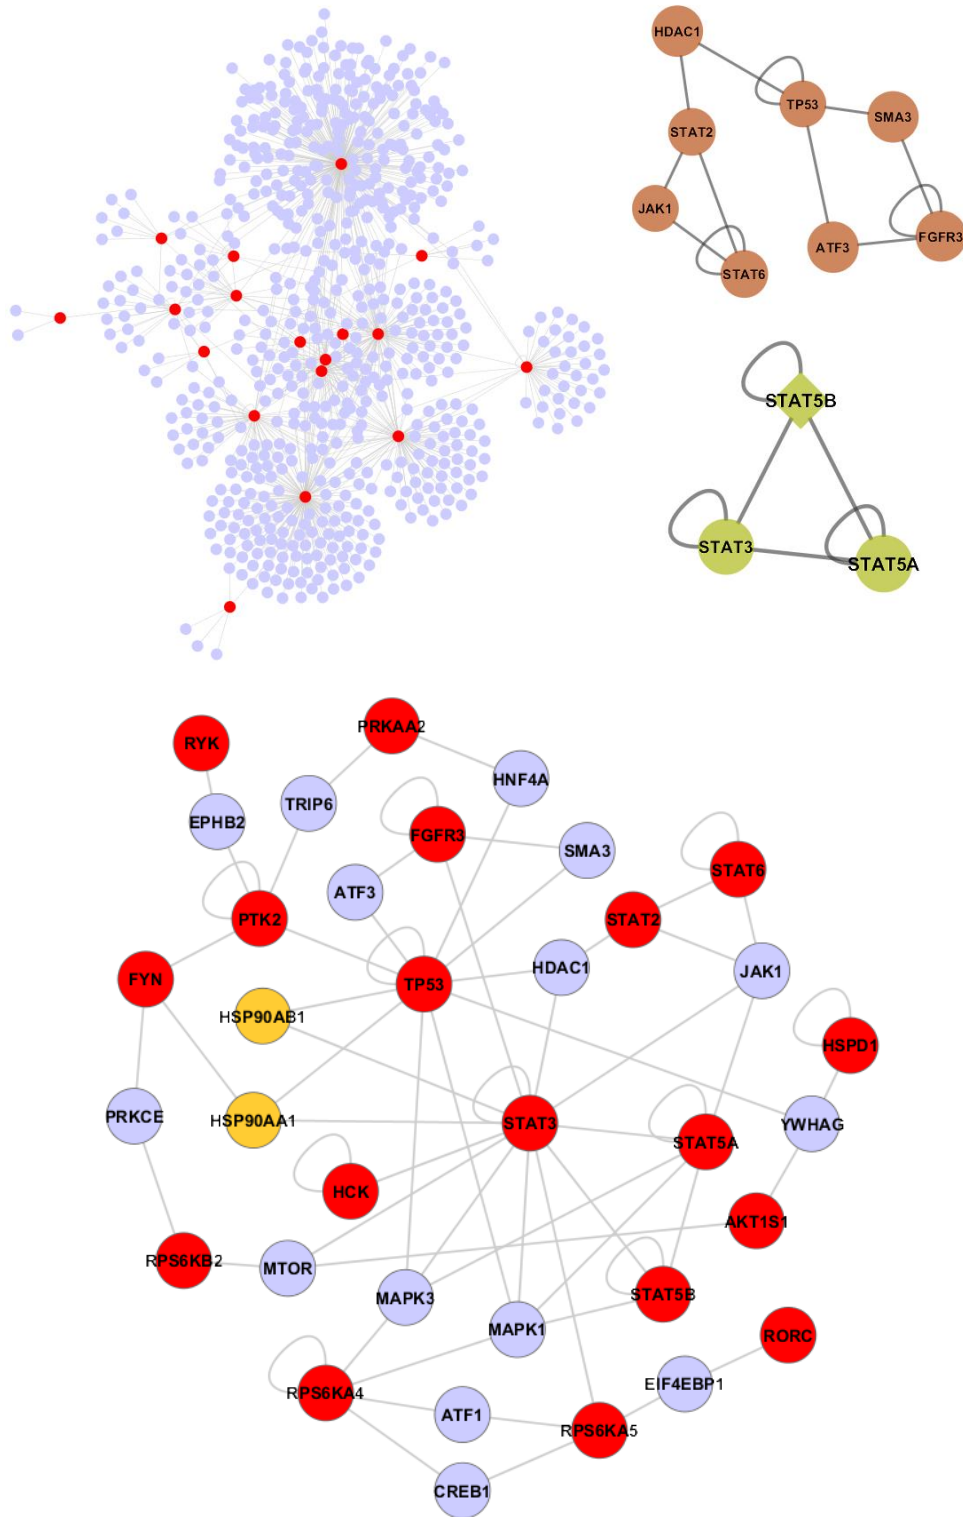 HDAC1
TP53
SMA3
STAT2
JAK1
ATF3
FGFR3
STAT6
STAT5B
STAT3
STAT5A
PRKAA2
RYK
HNF4A
TRIP6
EPHB2
FGFR3
SMA3
STAT6
ATF3
PTK2
STAT2
HDAC1
JAK1
FYN
TP53
HSP90AB1
HSPD1
PRKCE
HSP90AA1
STAT3
YWHAG
STAT5A
HCK
AKT1S1
RPS6KB2
MTOR
STAT5B
MAPK3
MAPK1
RORC
EIF4EBP1
RPS6KA4
ATF1
RPS6KA5
CREB1